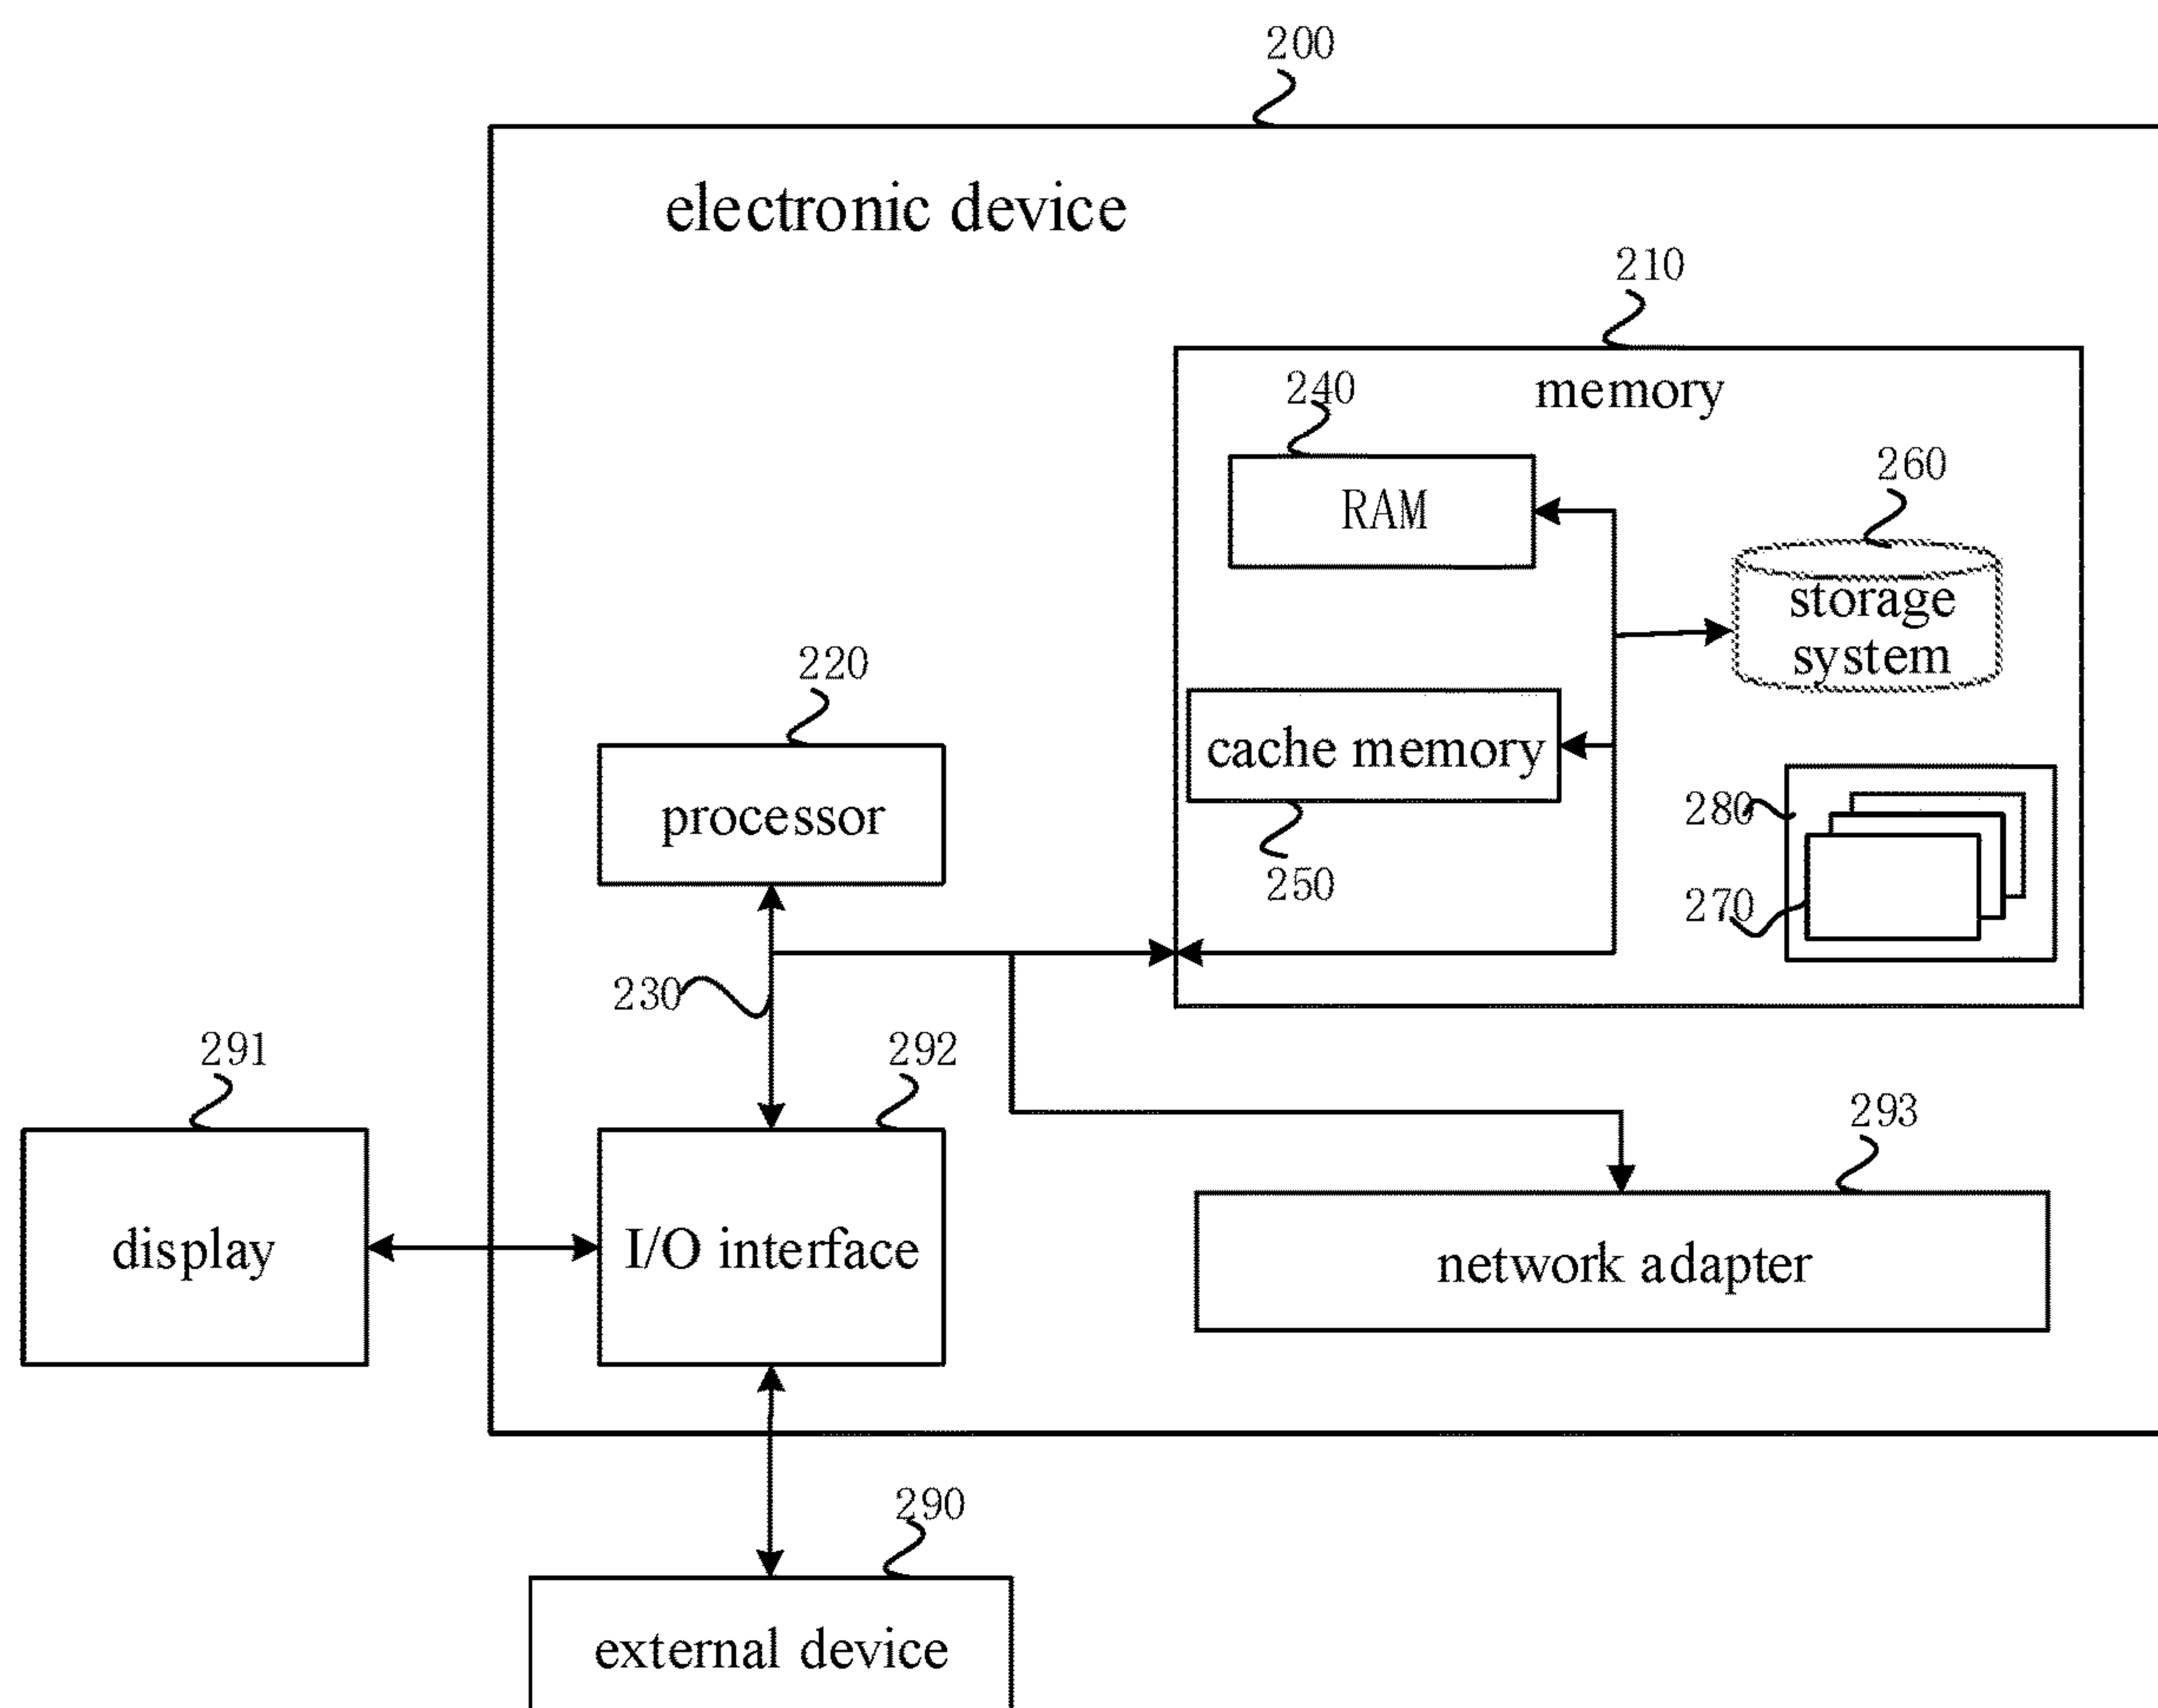 200
electronic device
210
memory
240
RAM
260
storage
system
220
processor
cache memory
250
280
270
230
291
display
292
I/O interface
293
network adapter
290
external device